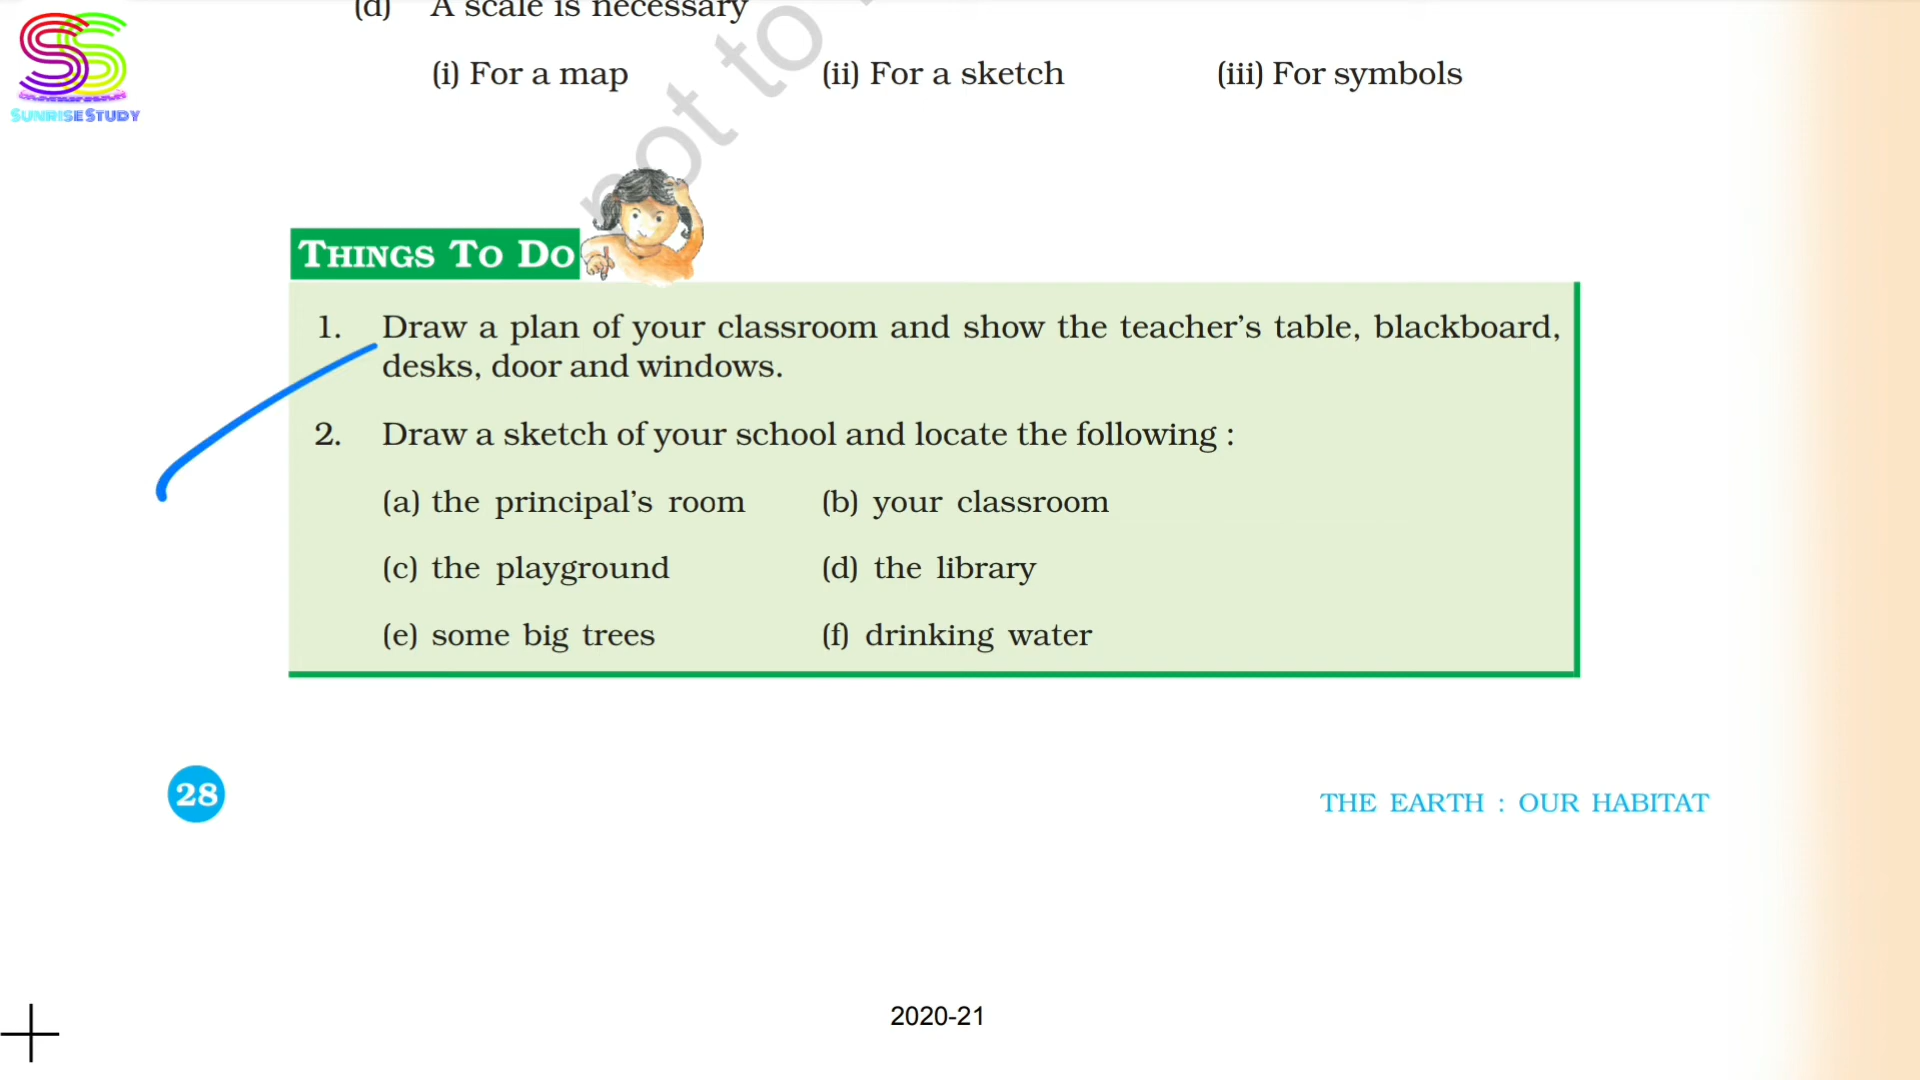 (d) A scale is necessary
SUNRISESTUDY
(i) For a map (ii) For a sketch (iii) For symbols
not to
THINGS TO DO
1. Draw a plan of your classroom and show the teacher’s table, blackboard,
desks, door and windows.
2. Draw a sketch of your school and locate the following :
(a) the principal’s room (b) your classroom
(c) the playground (d) the library
(e) some big trees (f) drinking water
28 THE EARTH : OUR HABITAT
2020-21